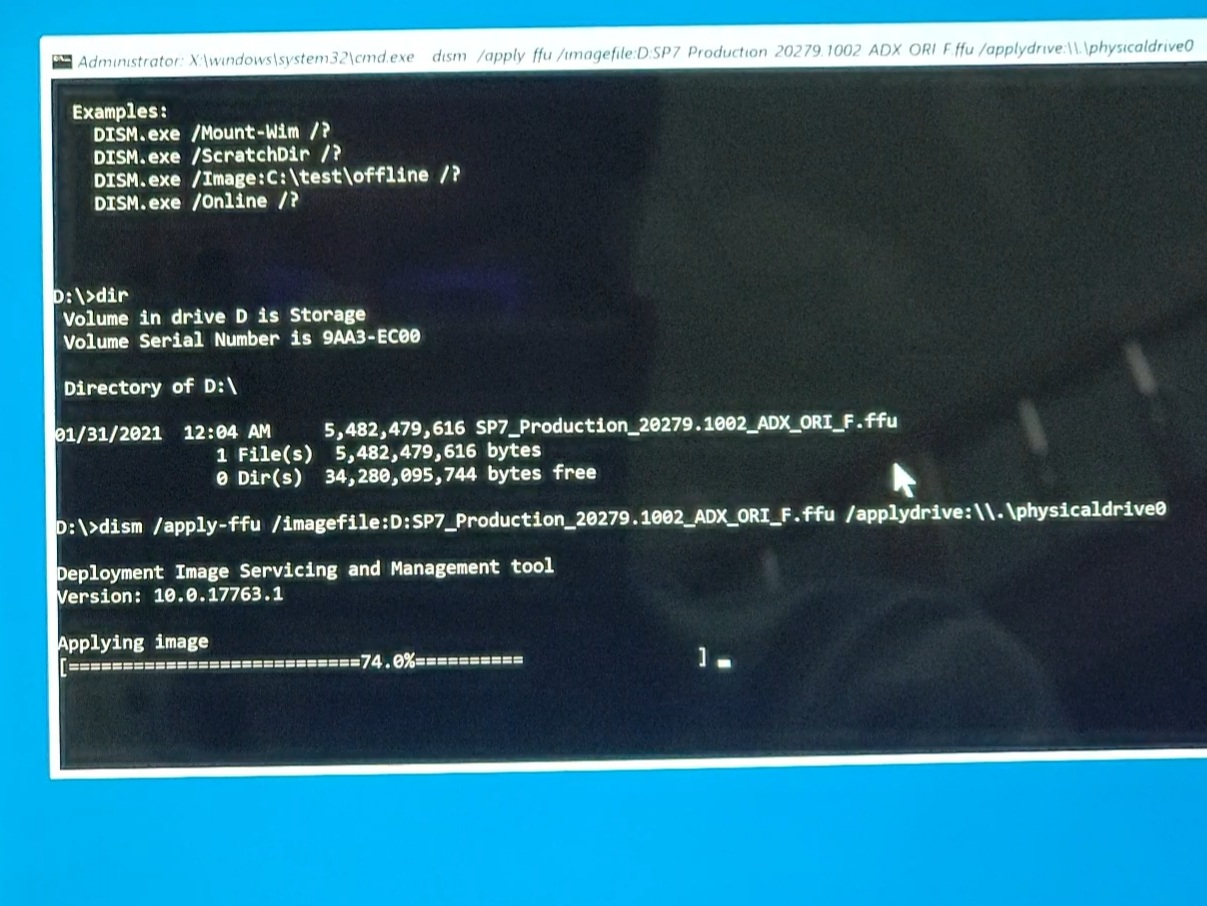 Administrator: X:\windows\system32\cmd.exe    dism  /apply ffu /imagefile:D:SP7 Production 20279.1002 ADX ORI F.ffu /applydrive:\\.\physicaldrive0
Examples:
DISM.exe /Mount-Wim /?
DISM.exe /ScratchDir /?
DISM.exe /Image:C:\test\offline /?
DISM.exe /Online /?
D:\>dir
Volume in drive D is Storage
Volume Serial Number is 9AA3-EC00
Directory of D:\
01/31/2021  12:04 AM     5,482,479,616 SP7_Production_20279.1002_ADX_ORI_F.ffu
1 File(s)  5,482,479,616 bytes
0 Dir(s)  34,280,095,744 bytes free
D:\>dism /apply-ffu /imagefile:D:SP7_Production_20279.1002_ADX_ORI_F.ffu /applydrive:\\.\physicaldrive0
Deployment Image Servicing and Management tool
Version: 10.0.17763.1
Applying image
[===========================74.0%==========                ]